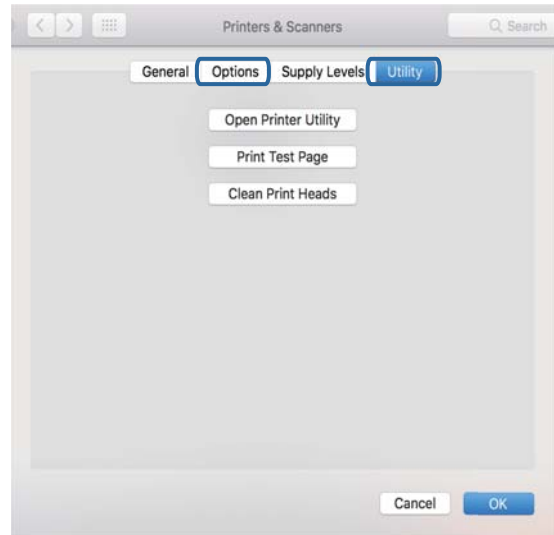 Printers & Scanners
Search
General Options Supply Levels Utility
Open Printer Utility
Print Test Page
Clean Print Heads
Cancel OK